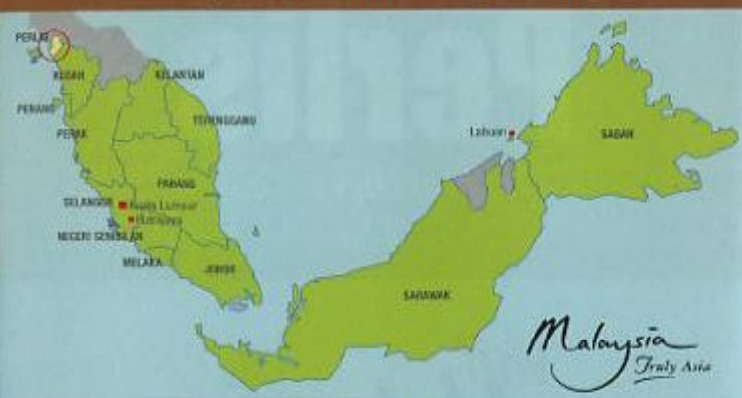 PERLIS
KEDAH
KELANTAN
PENANG
TERENGGANU
PERAK
Labuan
SABAH
PAHANG
SELANGOR
Kuala Lumpur
Putrajaya
NEGERI SEMBILAN
MELAKA
JOHOR
SARAWAK
Malaysia
Truly Asia